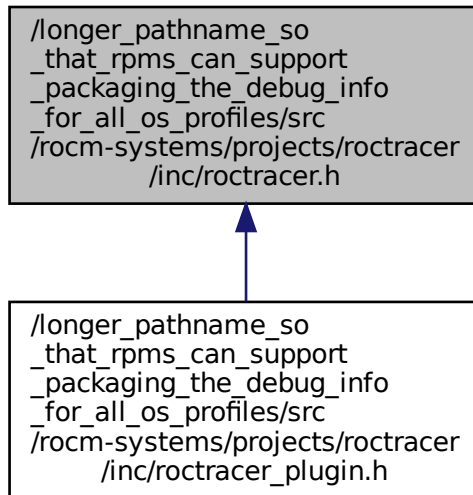 /longer_pathname_so
_that_rpms_can_support
_packaging_the_debug_info
_for_all_os_profiles/src
/rocm-systems/projects/roctracer
/inc/roctracer.h
/longer_pathname_so
_that_rpms_can_support
_packaging_the_debug_info
_for_all_os_profiles/src
/rocm-systems/projects/roctracer
/inc/roctracer_plugin.h